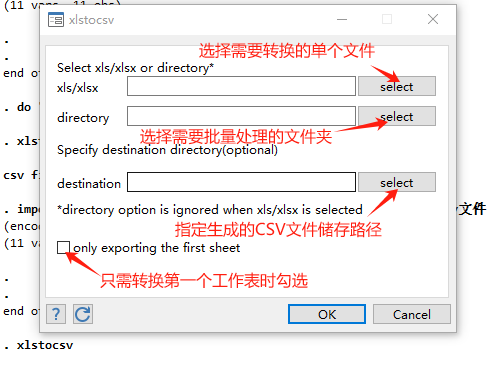 (11 vars, 11 obs)
xlstocsv
.
选择需要转换的单个文件
.
end o
Select xls/xlsx or directory*
xls/xlsx
select
. do
directory
select
选择需要批量处理的文件夹
. xlst
Specify destination directory(optional)
csv f
destination
select
*directory option is ignored when xls/xlsx is selected
. impo
文件
(enco
指定生成的CSV文件储存路径
(11 va
only exporting the first sheet
.
只需转换第一个工作表时勾选
.
end o
?
OK
Cancel
. xlstocsv